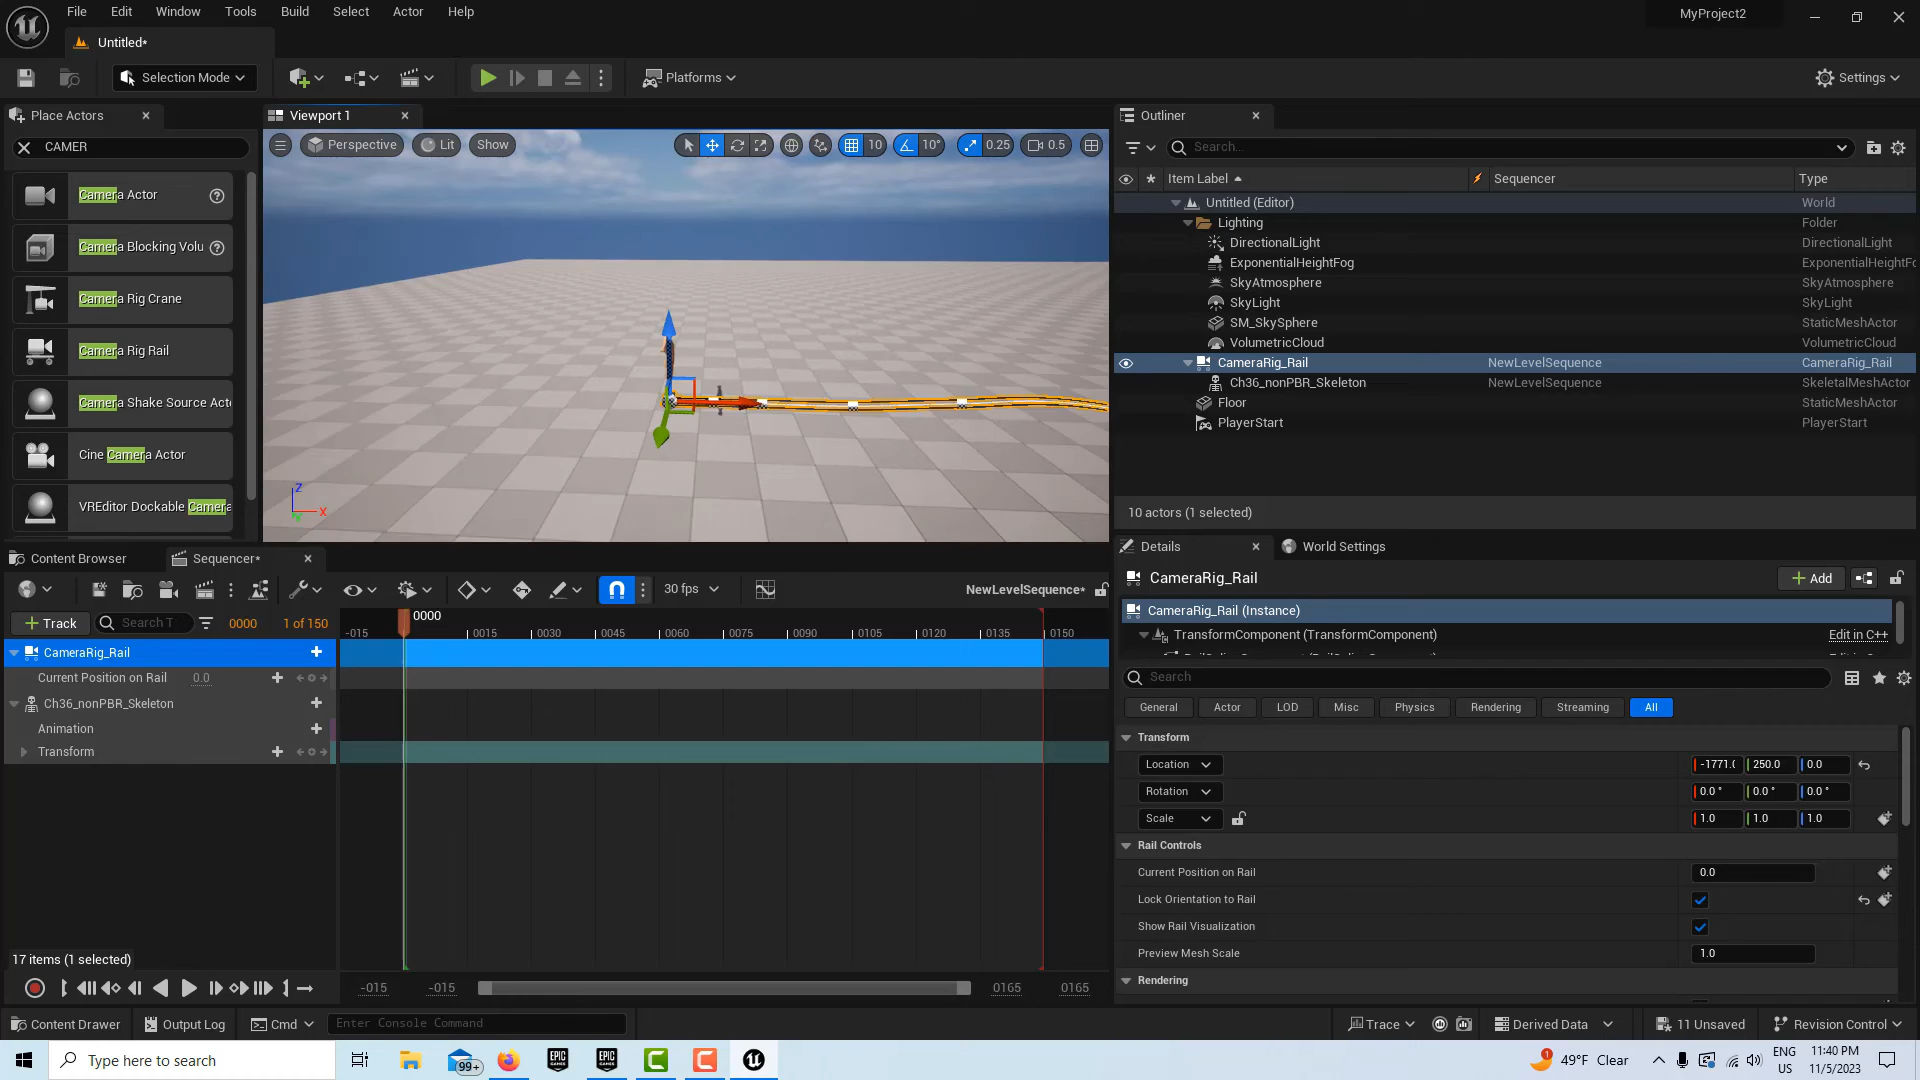 File Edit Window Tools Build Select Actor Help
MyProject2
Untitled*
Selection Mode
Platforms
Settings
Place Actors
CAMER
Camera Actor
Camera Blocking Volu
Camera Rig Crane
Camera Rig Rail
Camera Shake Source Acto
Cine Camera Actor
VREditor Dockable Camera
Viewport 1
Perspective Lit Show
10 10° 0.25 0.5
Z
X
Outliner
Search...
Item Label Sequencer Type
Untitled (Editor) World
Lighting Folder
DirectionalLight DirectionalLight
ExponentialHeightFog ExponentialHeightFo
SkyAtmosphere SkyAtmosphere
SkyLight SkyLight
SM_SkySphere StaticMeshActor
VolumetricCloud VolumetricCloud
CameraRig_Rail NewLevelSequence CameraRig_Rail
Ch36_nonPBR_Skeleton NewLevelSequence SkeletalMeshActor
Floor StaticMeshActor
PlayerStart PlayerStart
10 actors (1 selected)
Content Browser
Sequencer*
30 fps
NewLevelSequence*
Track
Search T
0000
1 of 150
0000
-015 0015 0030 0045 0060 0075 0090 0105 0120 0135 0150
CameraRig_Rail
Current Position on Rail 0.0
Ch36_nonPBR_Skeleton
Animation
Transform
17 items (1 selected)
-015 -015 0165 0165
Details
World Settings
CameraRig_Rail
Add
CameraRig_Rail (Instance)
TransformComponent (TransformComponent) Edit in C++
Search
General Actor LOD Misc Physics Rendering Streaming All
Transform
Location -1771.0 250.0 0.0
Rotation 0.0 ° 0.0 ° 0.0 °
Scale 1.0 1.0 1.0
Rail Controls
Current Position on Rail 0.0
Lock Orientation to Rail
Show Rail Visualization
Preview Mesh Scale 1.0
Rendering
Content Drawer Output Log Cmd Enter Console Command
Trace Derived Data 11 Unsaved Revision Control
Type here to search
99+
EPIC GAMES
EPIC GAMES
1
49°F Clear
ENG
US
11:40 PM
11/5/2023